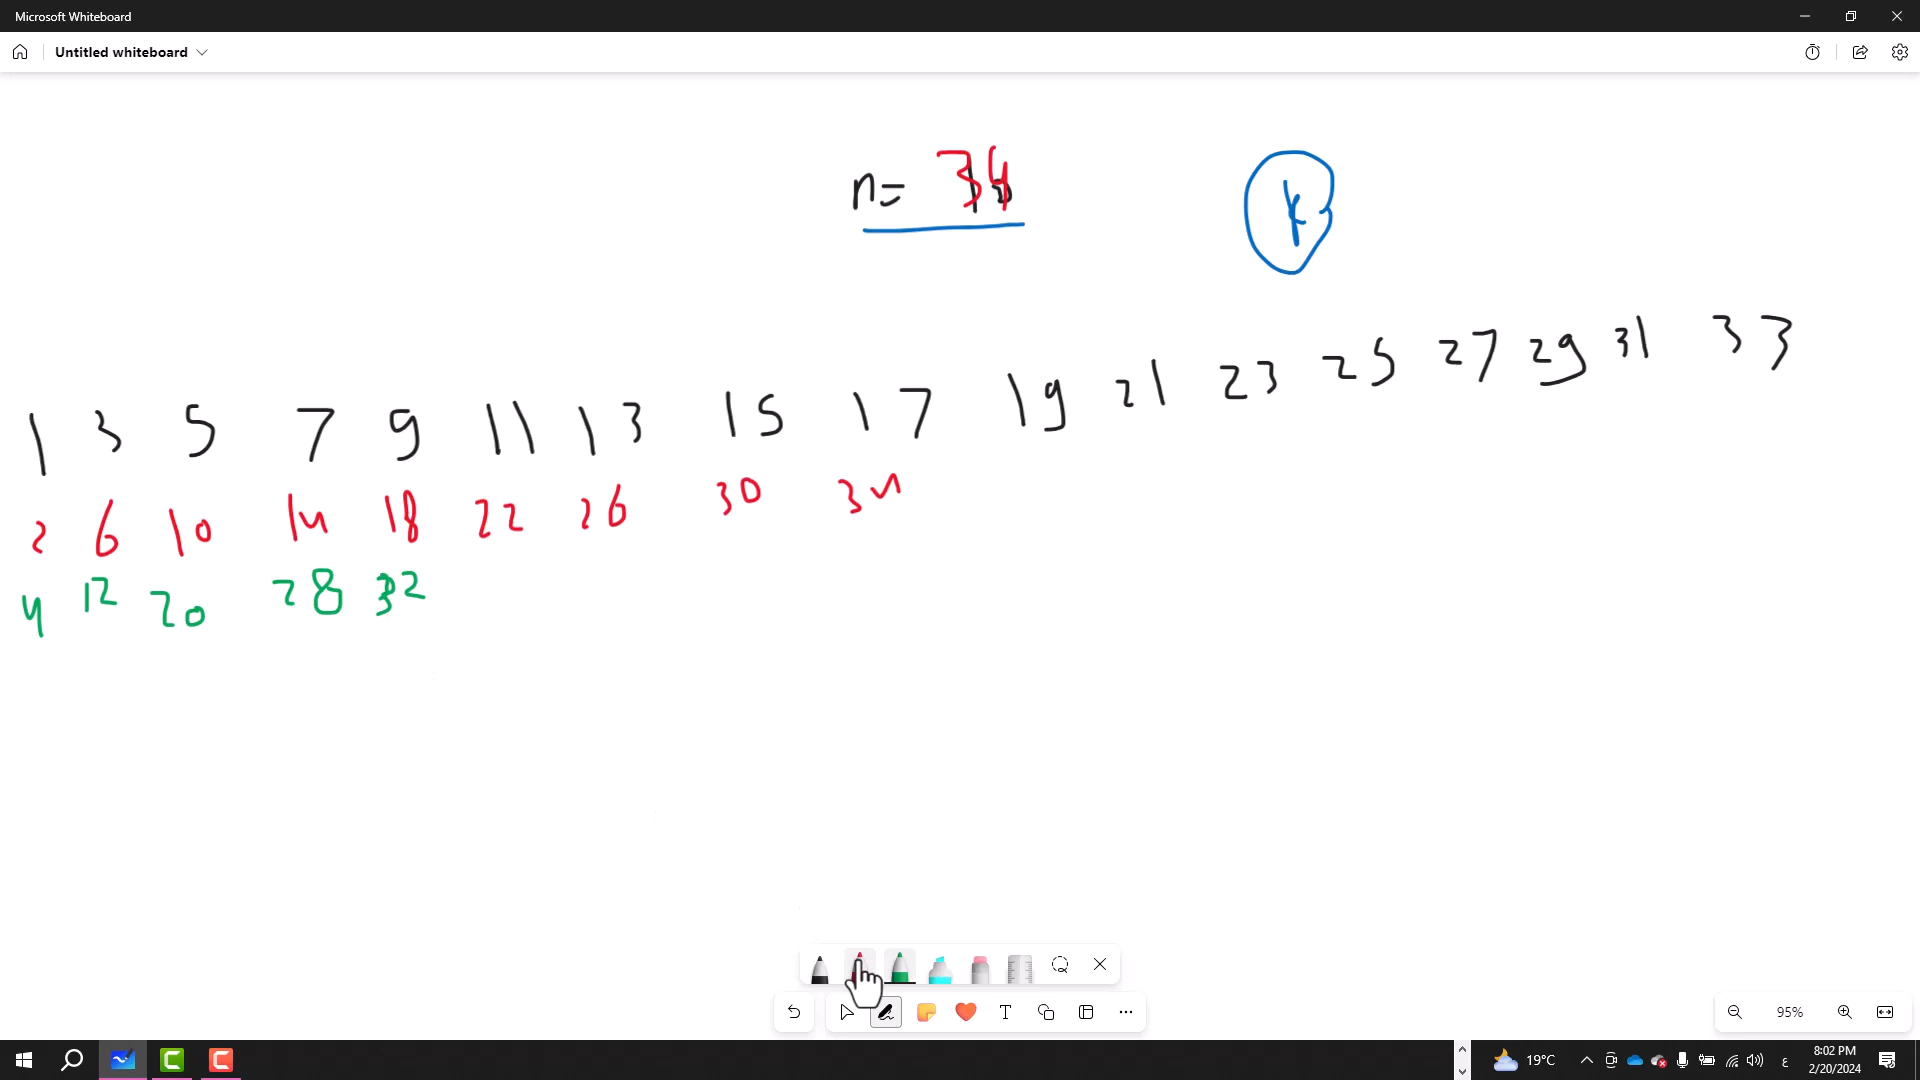 Microsoft Whiteboard
Untitled whiteboard
n= 34
k
1 3 5 7 9 11 13 15 17 19 21 23 25 27 29 31 33
2 6 10 14 18 22 26 30 34
4 12 20 28 32
T
95%
19°C
ع
8:02 PM
2/20/2024